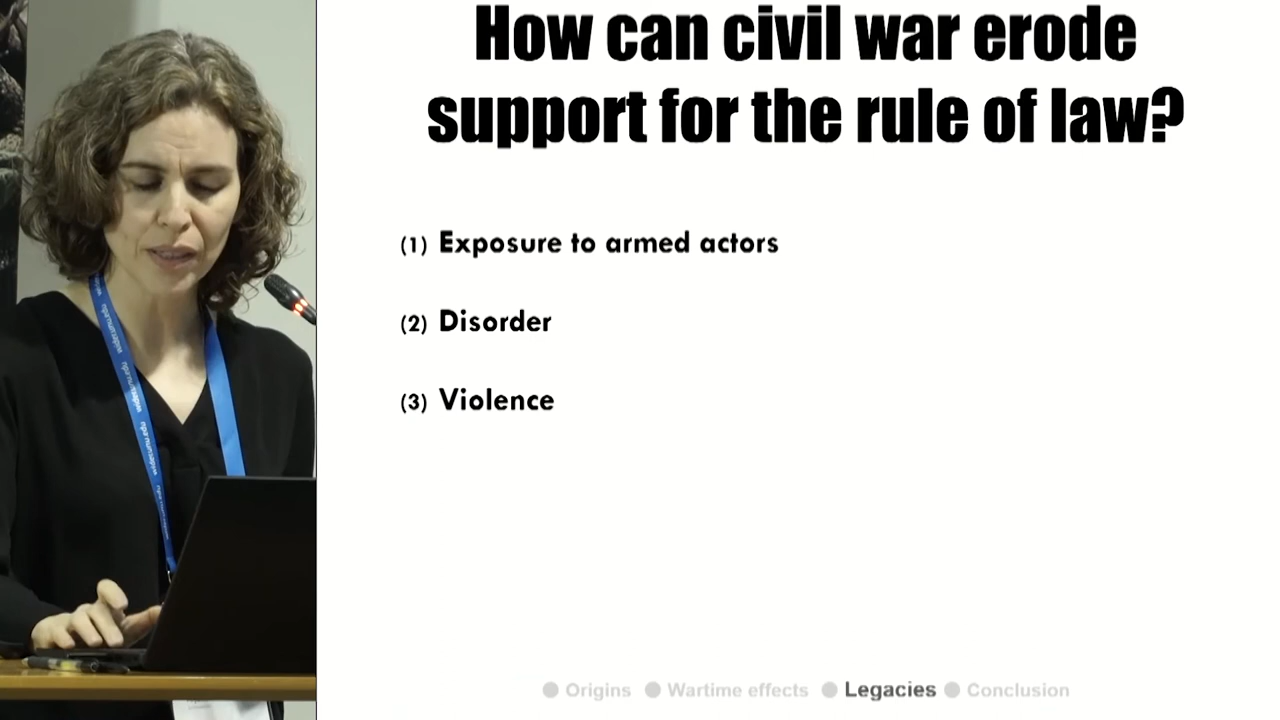 How can civil war erode
support for the rule of law?
(1) Exposure to armed actors
(2) Disorder
(3) Violence
Origins Wartime effects Legacies Conclusion